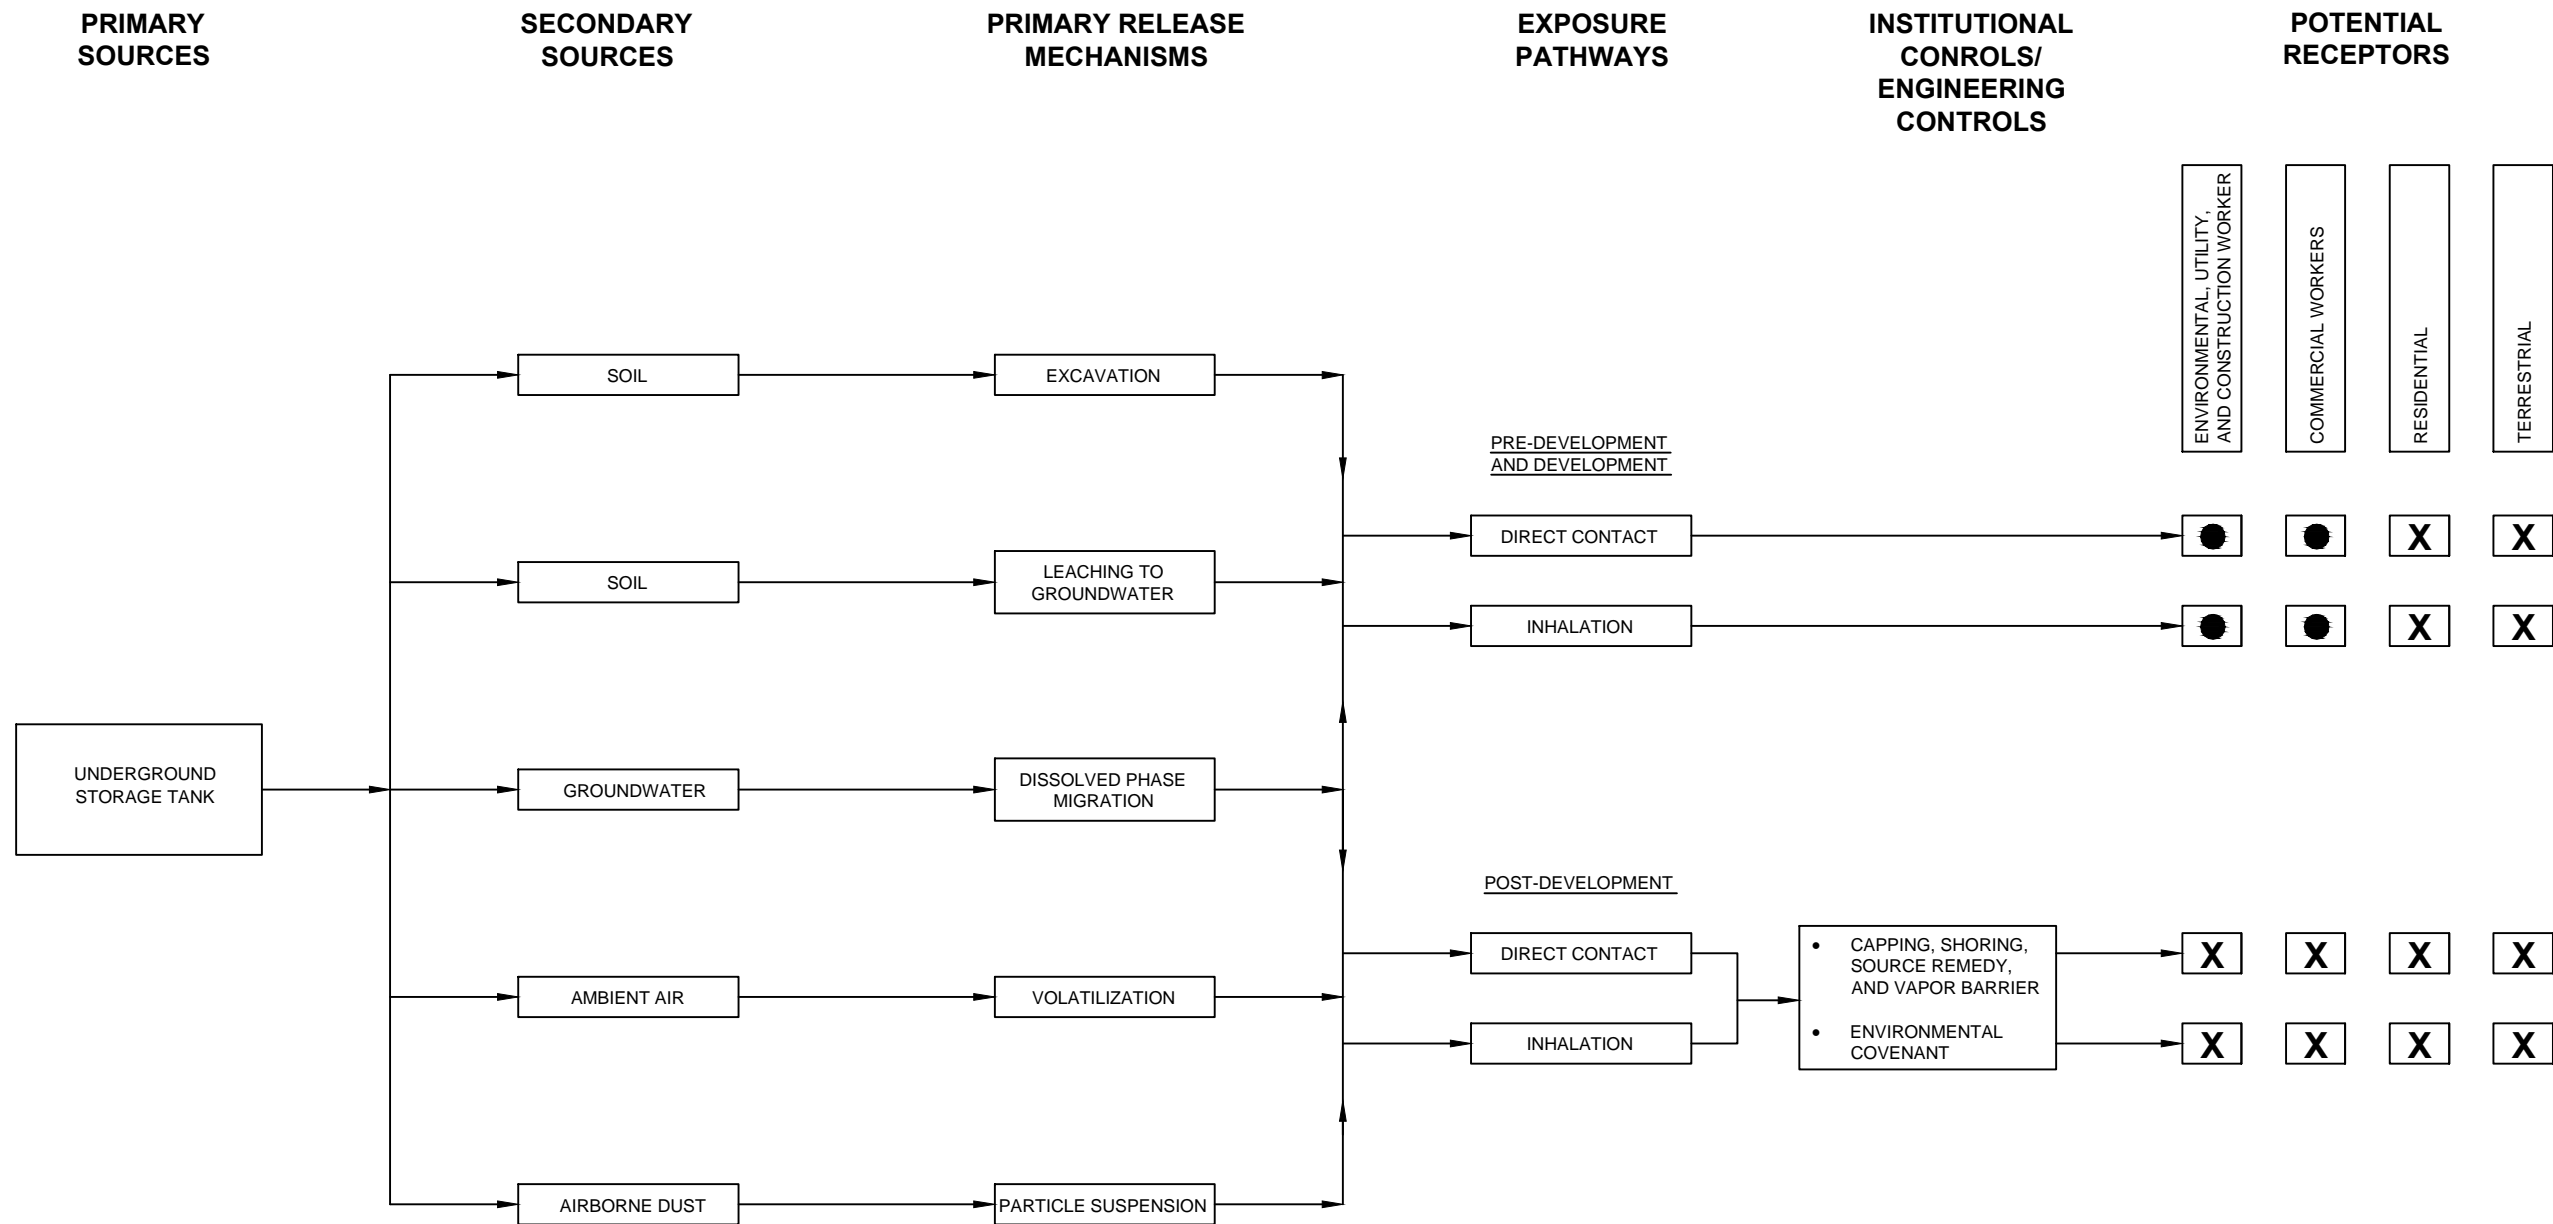 PRIMARY
SOURCES
SECONDARY
SOURCES
PRIMARY RELEASE
MECHANISMS
EXPOSURE
PATHWAYS
INSTITUTIONAL
CONROLS/
ENGINEERING
CONTROLS
POTENTIAL
RECEPTORS
ENVIRONMENTAL, UTILITY,
AND CONSTRUCTION WORKER
COMMERCIAL WORKERS
RESIDENTIAL
TERRESTRIAL
SOIL
EXCAVATION
PRE-DEVELOPMENT
AND DEVELOPMENT
DIRECT CONTACT
X X
SOIL
LEACHING TO
GROUNDWATER
INHALATION
X X
UNDERGROUND
STORAGE TANK
GROUNDWATER
DISSOLVED PHASE
MIGRATION
POST-DEVELOPMENT
DIRECT CONTACT
• CAPPING, SHORING,
SOURCE REMEDY,
AND VAPOR BARRIER
X X X X
AMBIENT AIR
VOLATILIZATION
INHALATION
• ENVIRONMENTAL
COVENANT
X X X X
AIRBORNE DUST
PARTICLE SUSPENSION